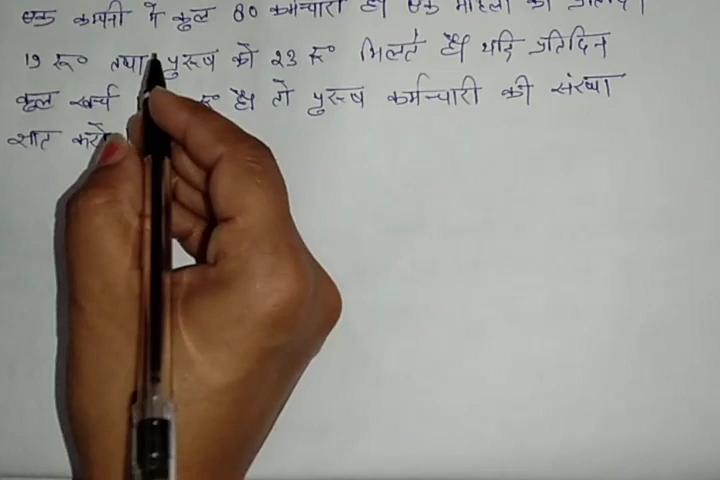 एक कम्पनी में कुल 80 कर्मचारी है। एक महिला को प्रतिदिन
19 रू० तथा पुरूष को 23 रू० मिलते है। यदि प्रतिदिन
कुल खर्च रू० है। तो पुरूष कर्मचारी की संख्या
ज्ञात करो